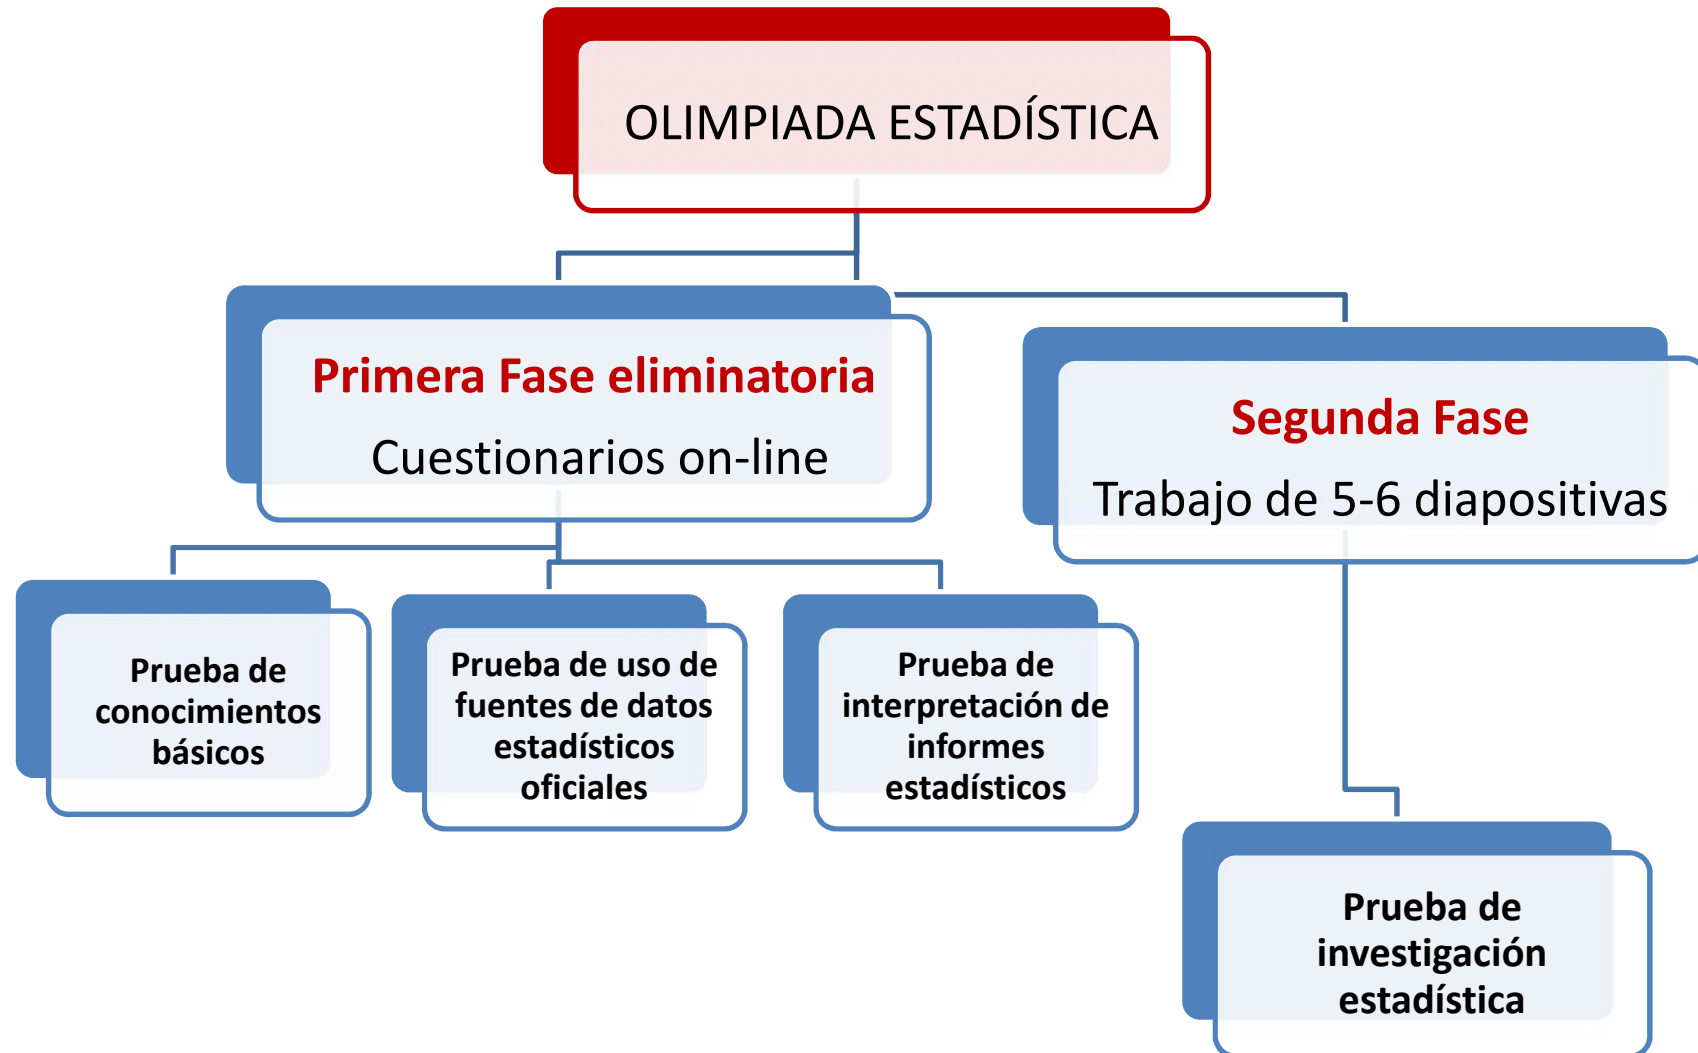 OLIMPIADA ESTADÍSTICA
Primera Fase eliminatoria
Cuestionarios on-line
Segunda Fase
Trabajo de 5-6 diapositivas
Prueba de
conocimientos
básicos
Prueba de uso de
fuentes de datos
estadísticos
oficiales
Prueba de
interpretación de
informes
estadísticos
Prueba de
investigación
estadística